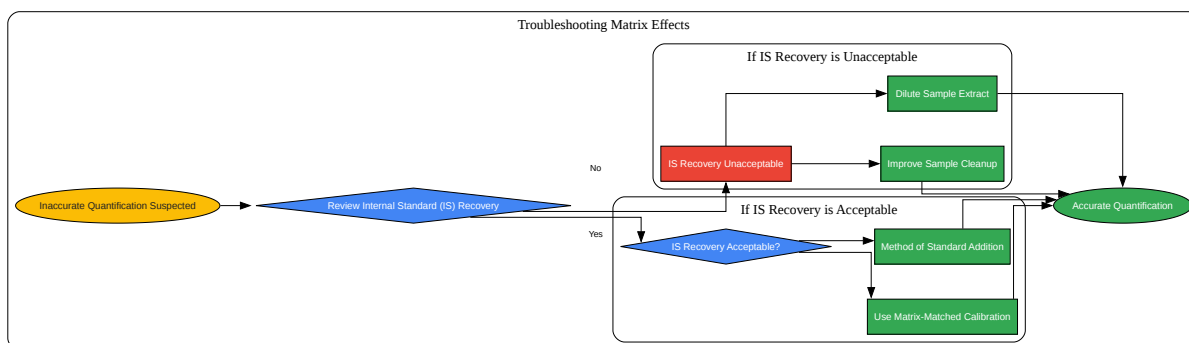 Troubleshooting Matrix Effects
If IS Recovery is Unacceptable
Dilute Sample Extract
No
IS Recovery Unacceptable
Improve Sample Cleanup
Inaccurate Quantification Suspected
Review Internal Standard (IS) Recovery
Accurate Quantification
If IS Recovery is Acceptable
Yes
IS Recovery Acceptable?
Method of Standard Addition
Use Matrix-Matched Calibration